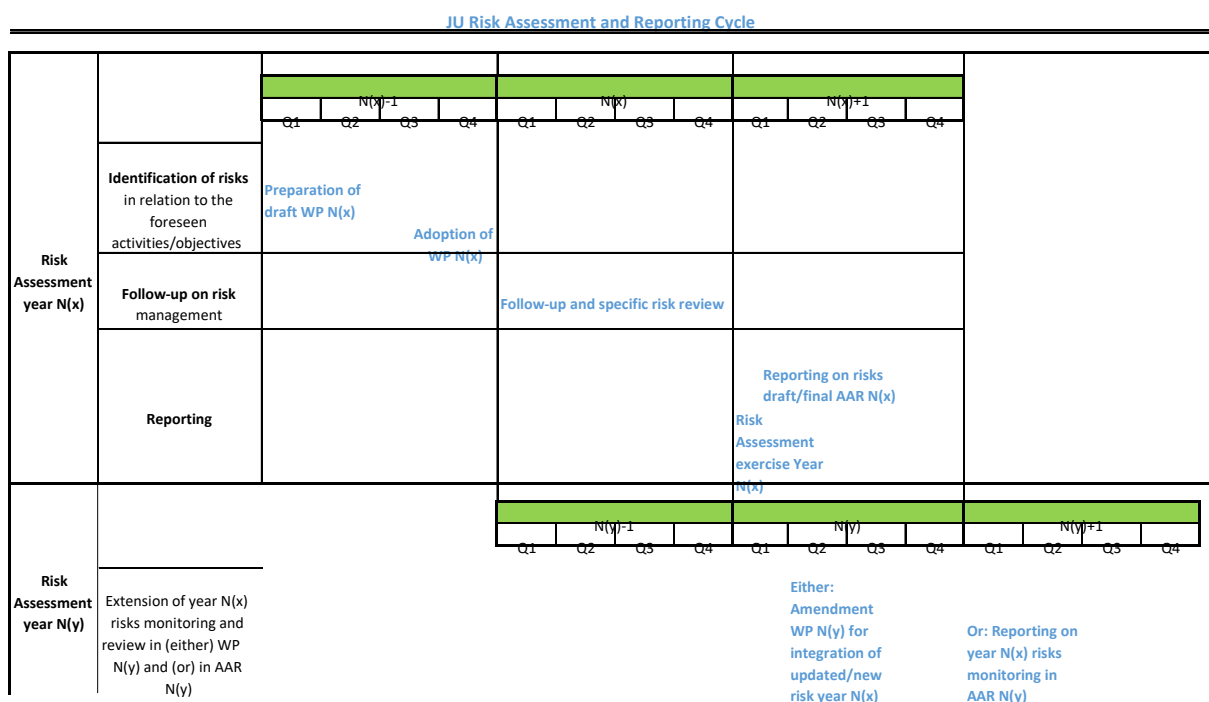 JU Risk Assessment and Reporting Cycle
N(x)-1 N(x) N(x)+1
Q1 Q2 Q3 Q4 Q1 Q2 Q3 Q4 Q1 Q2 Q3 Q4
Risk
Assessment
year N(x)
Identification of risks
in relation to the
foreseen
activities/objectives
Preparation of
draft WP N(x)
Adoption of
WP N(x)
Follow-up on risk
management
Follow-up and specific risk review
Reporting
Reporting on risks
draft/final AAR N(x)
Risk
Assessment
exercise Year
N(x)
N(y)-1 N(y) N(y)+1
Q1 Q2 Q3 Q4 Q1 Q2 Q3 Q4 Q1 Q2 Q3 Q4
Risk
Assessment
year N(y)
Extension of year N(x)
risks monitoring and
review in (either) WP
N(y) and (or) in AAR
N(y)
Either:
Amendment
WP N(y) for
integration of
updated/new
risk year N(x)
Or: Reporting on
year N(x) risks
monitoring in
AAR N(y)